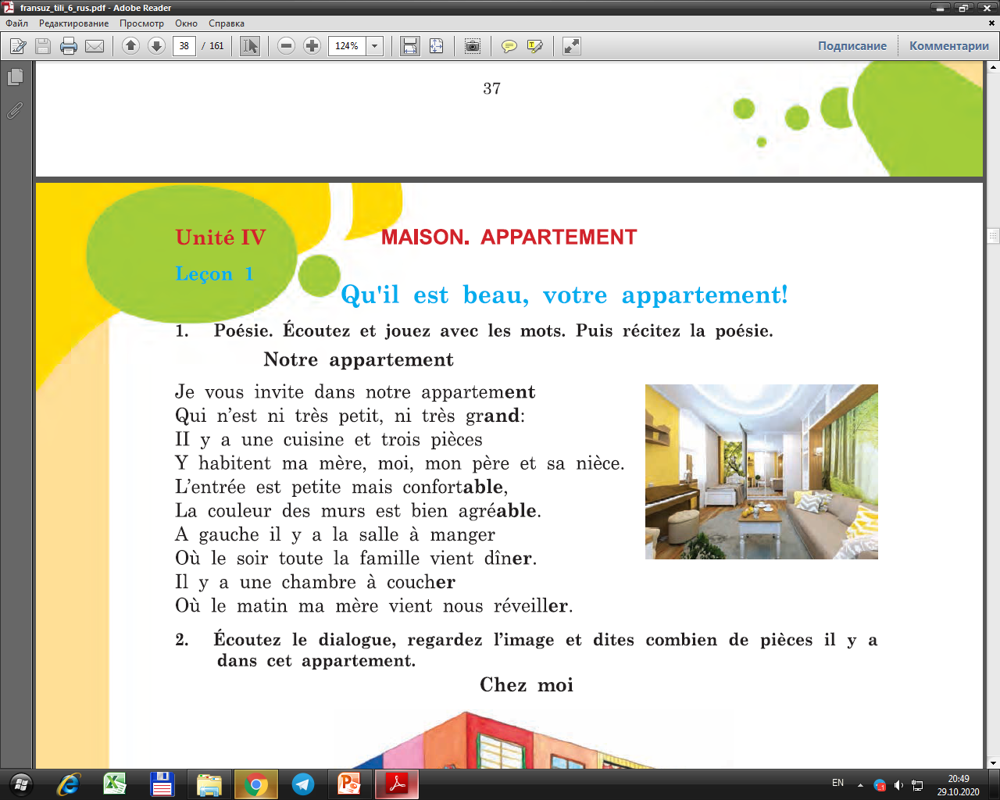 fransuz_tili_6_rus.pdf - Adobe Reader
Файл Редактирование Просмотр Окно Справка
38 / 161 124% Подписание Комментарии
37
Unité IV MAISON. APPARTEMENT
Leçon 1
Qu'il est beau, votre appartement!
1. Poésie. Écoutez et jouez avec les mots. Puis récitez la poésie.
Notre appartement
Je vous invite dans notre appartement
Qui n’est ni très petit, ni très grand:
II y a une cuisine et trois pièces
Y habitent ma mère, moi, mon père et sa nièce.
L’entrée est petite mais confortable,
La couleur des murs est bien agréable.
A gauche il y a la salle à manger
Où le soir toute la famille vient dîner.
Il y a une chambre à coucher
Où le matin ma mère vient nous réveiller.
2. Écoutez le dialogue, regardez l’image et dites combien de pièces il y a
dans cet appartement.
Chez moi
EN 20:49
29.10.2020